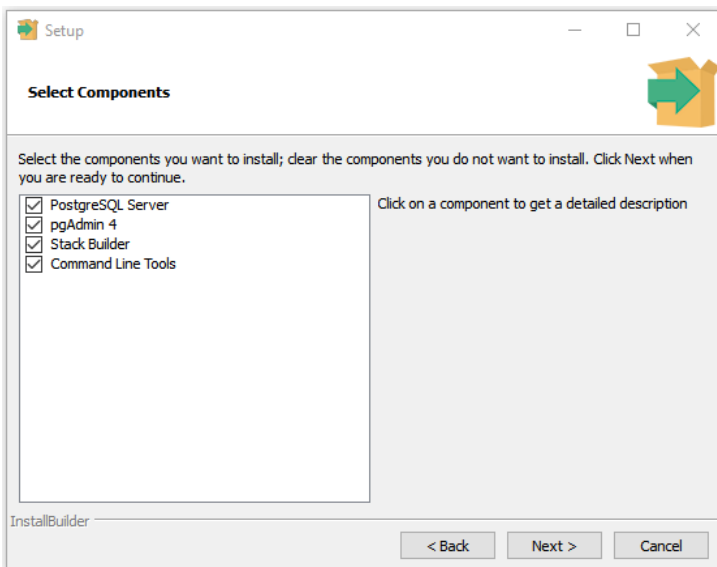 Setup
Select Components
Select the components you want to install; clear the components you do not want to install. Click Next when
you are ready to continue.
PostgreSQL Server
pgAdmin 4
Stack Builder
Command Line Tools
Click on a component to get a detailed description
InstallBuilder
< Back
Next >
Cancel